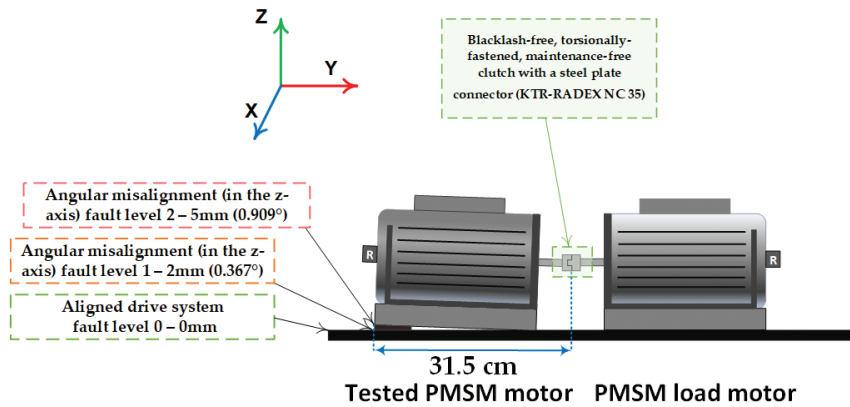 Z
Y
X
Blacklash-free, torsionally-
fastened, maintenance-free
clutch with a steel plate
connector (KTR-RADEX NC 35)
Angular misalignment (in the z-
axis) fault level 2 – 5mm (0.909°)
Angular misalignment (in the z-
axis) fault level 1 – 2mm (0.367°)
Aligned drive system
fault level 0 – 0mm
R
R
31.5 cm
Tested PMSM motor
PMSM load motor